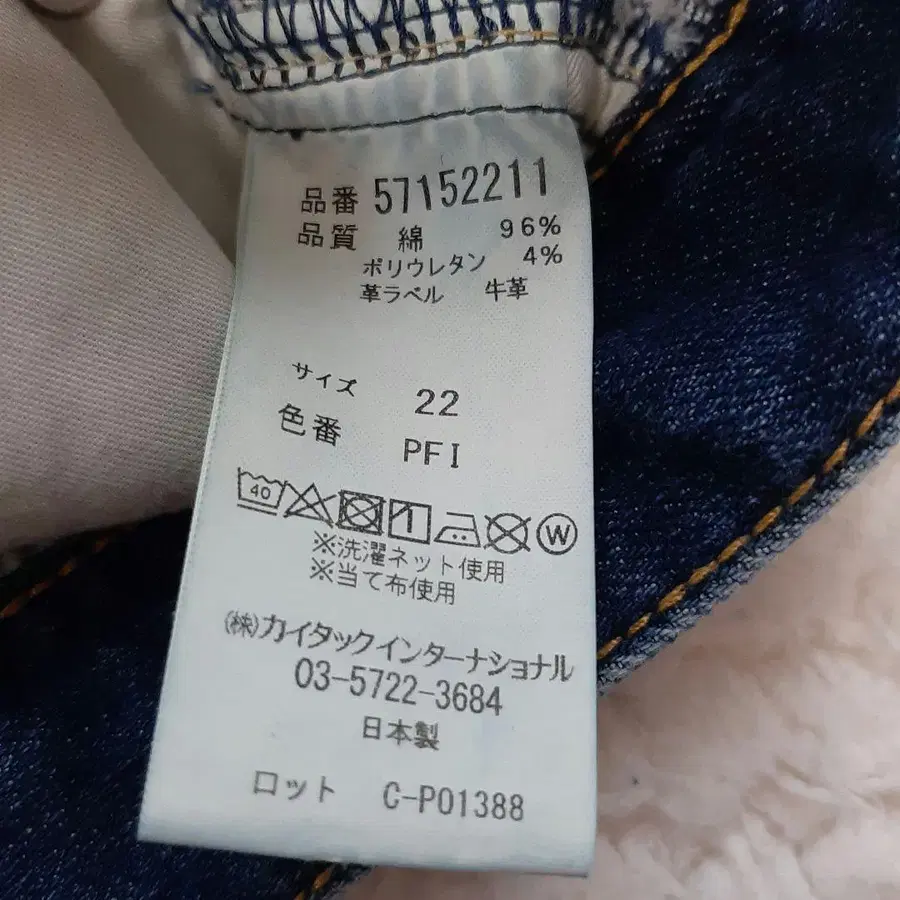 品番 57152211
品質 綿 96%
ポリウレタン 4%
革ラベル 牛革
サイズ 22
色番 PFI
40 W
※洗濯ネット使用
※当て布使用
㈱カイタックインターナショナル
03-5722-3684
日本製
ロット C-P01388